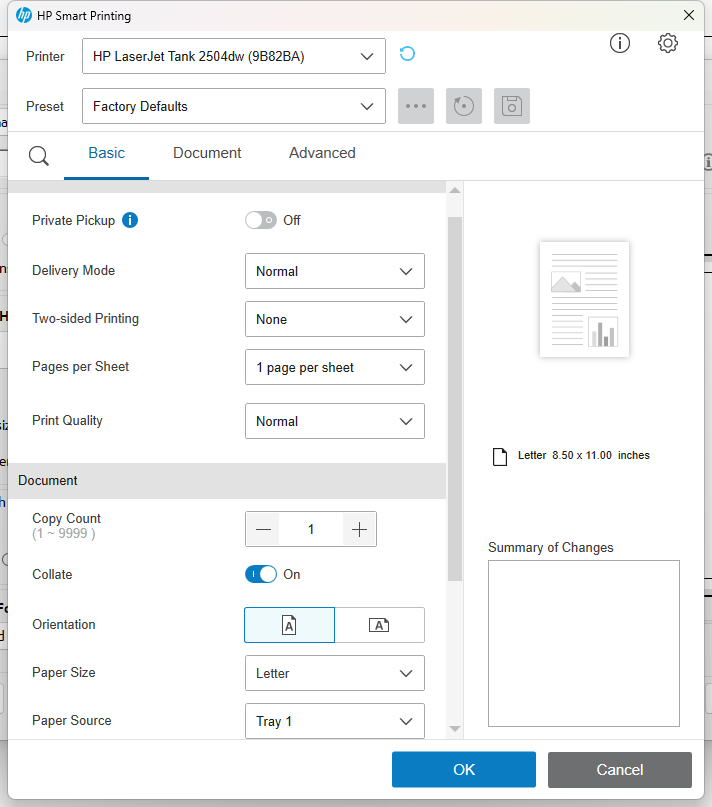 HP Smart Printing
Printer
HP LaserJet Tank 2504dw (9B82BA)
Preset
Factory Defaults
Basic
Document
Advanced
Private Pickup
Off
Delivery Mode
Normal
Two-sided Printing
None
Pages per Sheet
1 page per sheet
Print Quality
Normal
Letter 8.50 x 11.00 inches
Document
Copy Count
(1 ~ 9999 )
1
Collate
On
Orientation
Paper Size
Letter
Paper Source
Tray 1
Summary of Changes
OK
Cancel